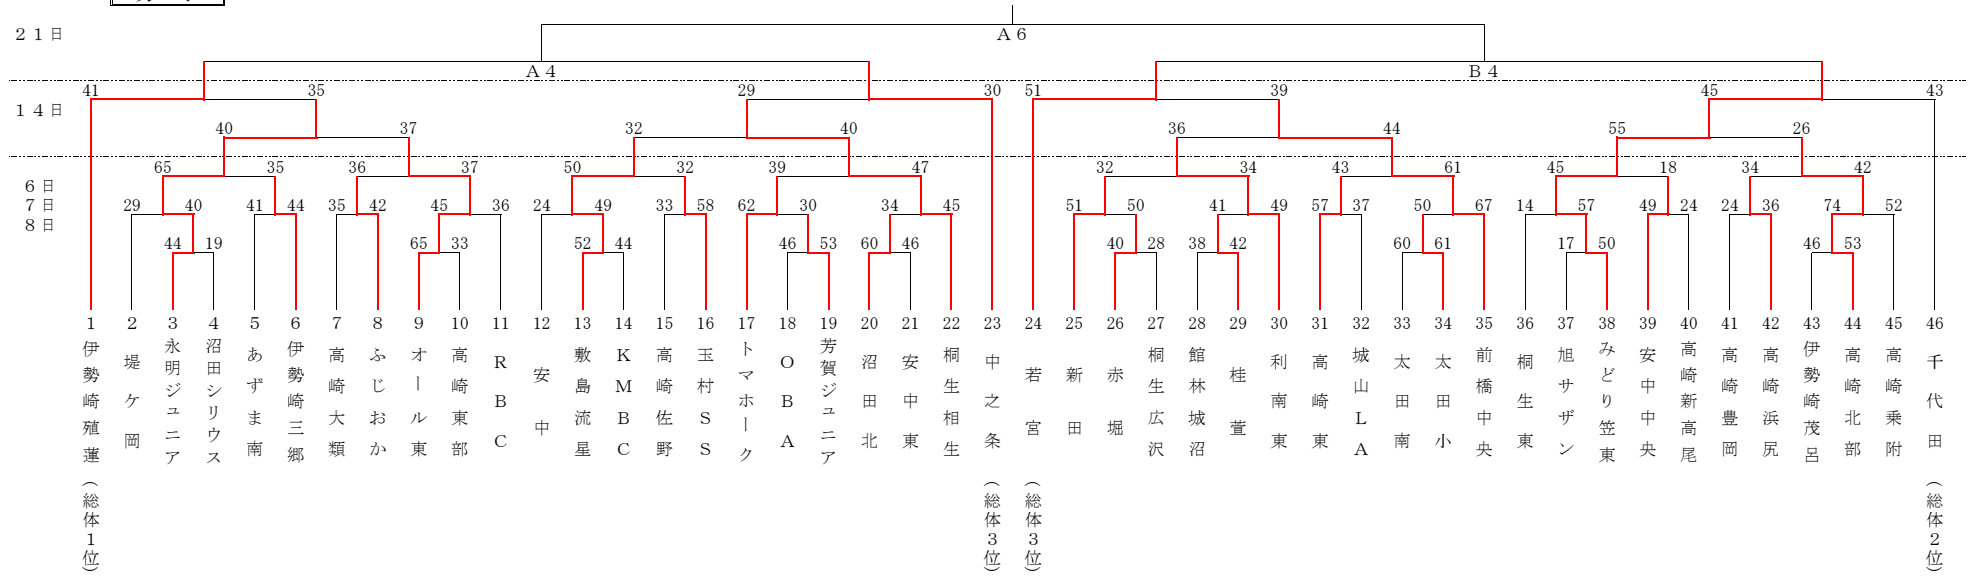 ２１日
Ａ６
Ａ４
Ｂ４
41 35 29 30 51 39 45 43
１４日
40 37 32 40 36 44 55 26
65 35 36 37 50 32 39 47 32 34 43 61 45 18 34 42
６日
７日
８日
29 40 41 44 35 42 45 36 24 49 33 58 62 30 34 45 51 50 41 49 57 37 50 67 14 57 49 24 24 36 74 52
44 19 65 33 52 44 46 53 60 46 40 28 38 42 60 61 17 50 46 53
1 2 3 4 5 6 7 8 9 10 11 12 13 14 15 16 17 18 19 20 21 22 23 24 25 26 27 28 29 30 31 32 33 34 35 36 37 38 39 40 41 42 43 44 45 46
伊勢崎殖蓮（総体１位）
堤ケ岡
永明ジュニア
沼田シリウス
あずま南
伊勢崎三郷
高崎大類
ふじおか
オール東
高崎東部
ＲＢＣ
安中
敷島流星
ＫＭＢＣ
高崎佐野
玉村ＳＳ
トマホーク
ＯＢＡ
芳賀ジュニア
沼田北
安中東
桐生相生
中之条（総体３位）
若宮（総体３位）
新田
赤堀
桐生広沢
館林城沼
桂萱
利南東
高崎東
城山ＬＡ
太田南
太田小
前橋中央
桐生東
旭サザン
みどり笠東
安中中央
高崎新高尾
高崎豊岡
高崎浜尻
伊勢崎茂呂
高崎北部
高崎乗附
千代田（総体２位）